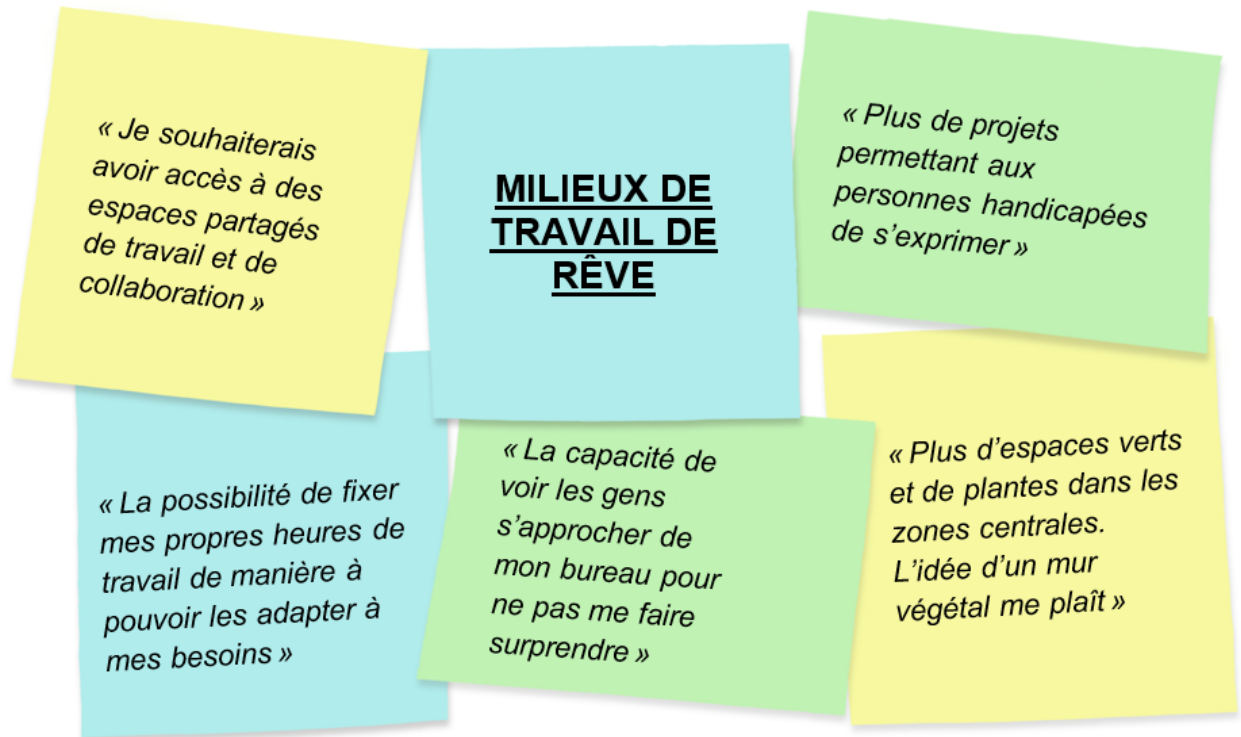 « Je souhaiterais
avoir accès à des
espaces partagés
de travail et de
collaboration »
MILIEUX DE
TRAVAIL DE
RÊVE
« Plus de projets
permettant aux
personnes handicapées
de s’exprimer »
« La possibilité de fixer
mes propres heures de
travail de manière à
pouvoir les adapter à
mes besoins »
« La capacité de
voir les gens
s’approcher de
mon bureau pour
ne pas me faire
surprendre »
« Plus d’espaces verts
et de plantes dans les
zones centrales.
L’idée d’un mur
végétal me plaît »